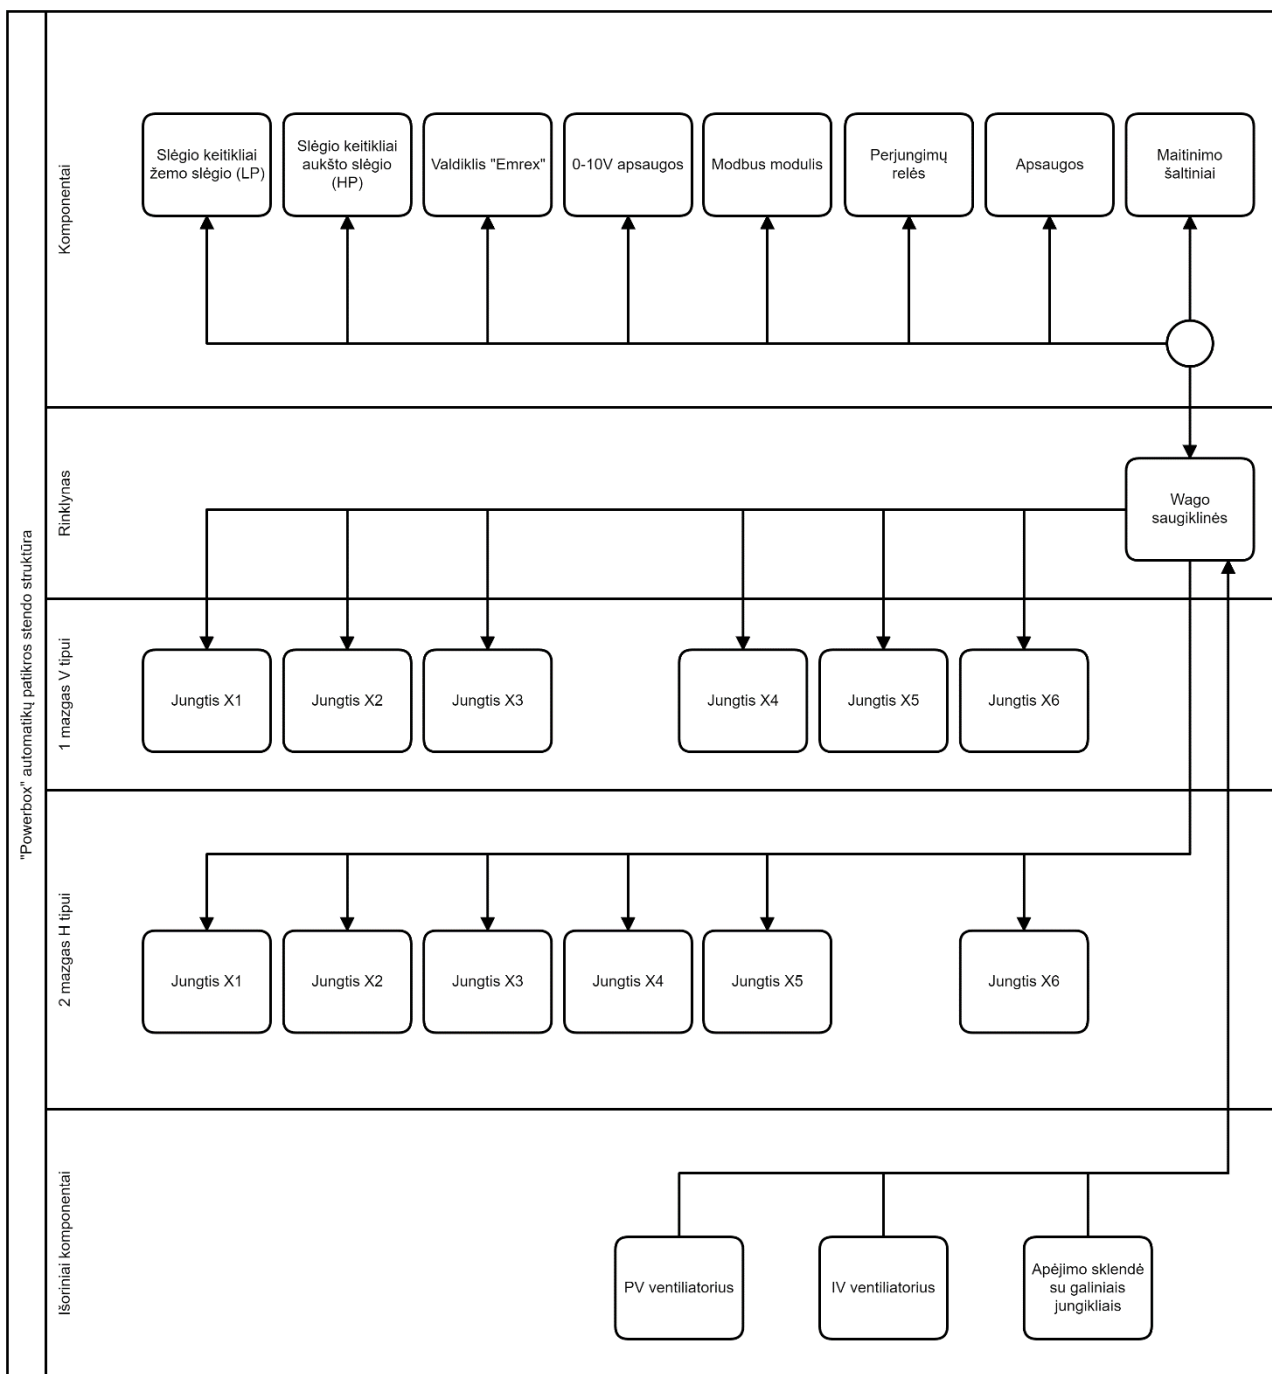 "Powerbox" automatikų patikros stendo struktūra
Komponentai
Slėgio keitikliai
žemo slėgio (LP)
Slėgio keitikliai
aukšto slėgio
(HP)
Valdiklis "Emrex"
0-10V apsaugos
Modbus modulis
Perjungimų
relės
Apsaugos
Maitinimo
šaltiniai
Rinklynas
Wago
saugiklinės
1 mazgas V tipui
Jungtis X1
Jungtis X2
Jungtis X3
Jungtis X4
Jungtis X5
Jungtis X6
2 mazgas H tipui
Jungtis X1
Jungtis X2
Jungtis X3
Jungtis X4
Jungtis X5
Jungtis X6
Išoriniai komponentai
PV ventiliatorius
IV ventiliatorius
Apėjimo sklendė
su galiniais
jungikliais